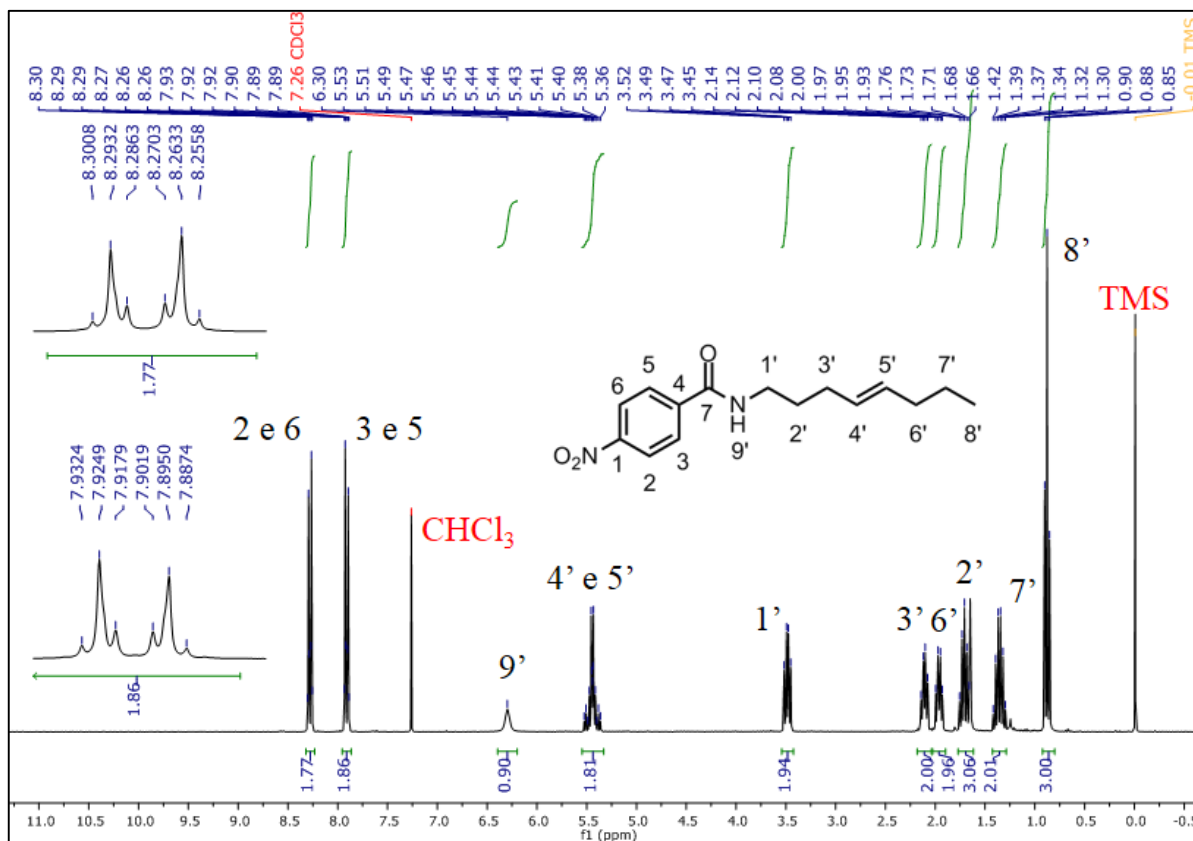 8.30 8.29 8.29 8.27 8.26 8.26 7.93 7.92 7.92 7.90 7.89 7.89 7.26 CDCl3 6.30 5.53 5.51 5.49 5.47 5.46 5.45 5.44 5.44 5.43 5.41 5.40 5.38 5.36 3.52 3.49 3.47 3.45 2.14 2.12 2.10 2.08 2.00 1.97 1.95 1.93 1.76 1.73 1.71 1.68 1.66 1.42 1.39 1.37 1.34 1.32 1.30 0.90 0.88 0.85 -0.01 TMS
8.3008 8.2932 8.2863 8.2703 8.2633 8.2558
1.77
7.9324 7.9249 7.9179 7.9019 7.8950 7.8874
1.86
8'
TMS
O
5 4 7 1' 3' 5' 7'
6
O₂N 1 2 3 N H 9' 2' 4' 6' 8'
2 e 6
3 e 5
CHCl₃
9'
4' e 5'
1'
3' 6' 2' 7'
1.77 1.86 0.90 1.81 1.94 2.00 1.96 3.06 2.01 3.00
11.0 10.5 10.0 9.5 9.0 8.5 8.0 7.5 7.0 6.5 6.0 5.5 5.0 4.5 4.0 3.5 3.0 2.5 2.0 1.5 1.0 0.5 0.0
f1 (ppm)